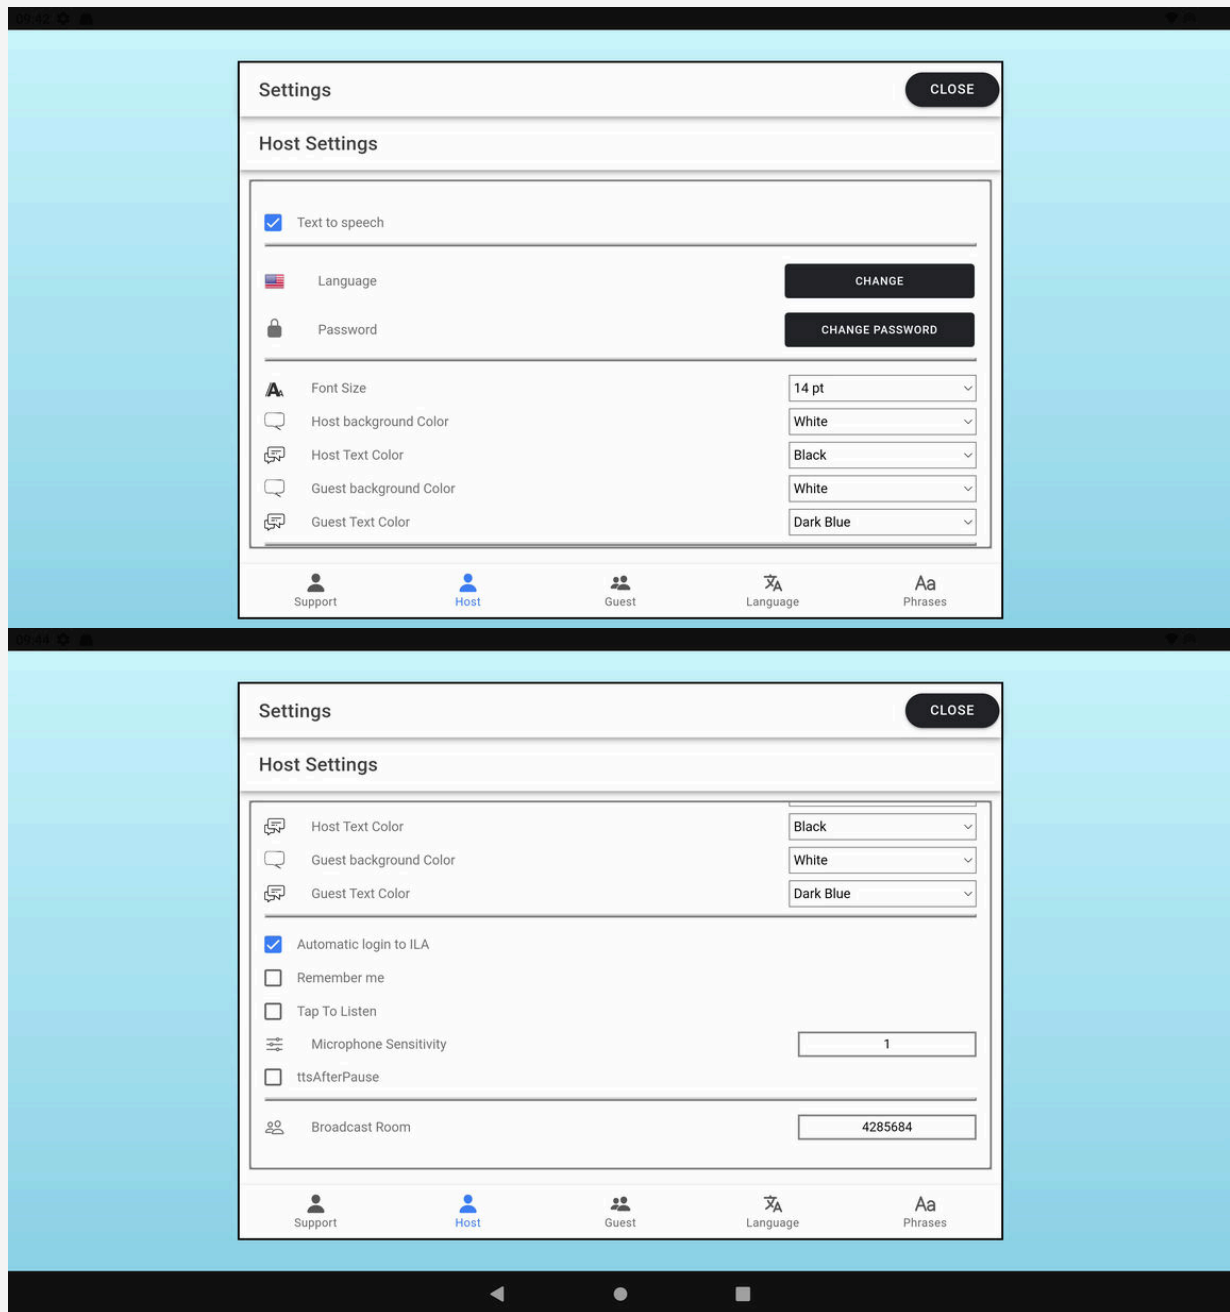 09:42
Settings
CLOSE
Host Settings
Text to speech
Language
CHANGE
Password
CHANGE PASSWORD
Font Size
14 pt
Host background Color
White
Host Text Color
Black
Guest background Color
White
Guest Text Color
Dark Blue
Support
Host
Guest
Language
Phrases
09:44
Settings
CLOSE
Host Settings
Host Text Color
Black
Guest background Color
White
Guest Text Color
Dark Blue
Automatic login to ILA
Remember me
Tap To Listen
Microphone Sensitivity
1
ttsAfterPause
Broadcast Room
4285684
Support
Host
Guest
Language
Phrases